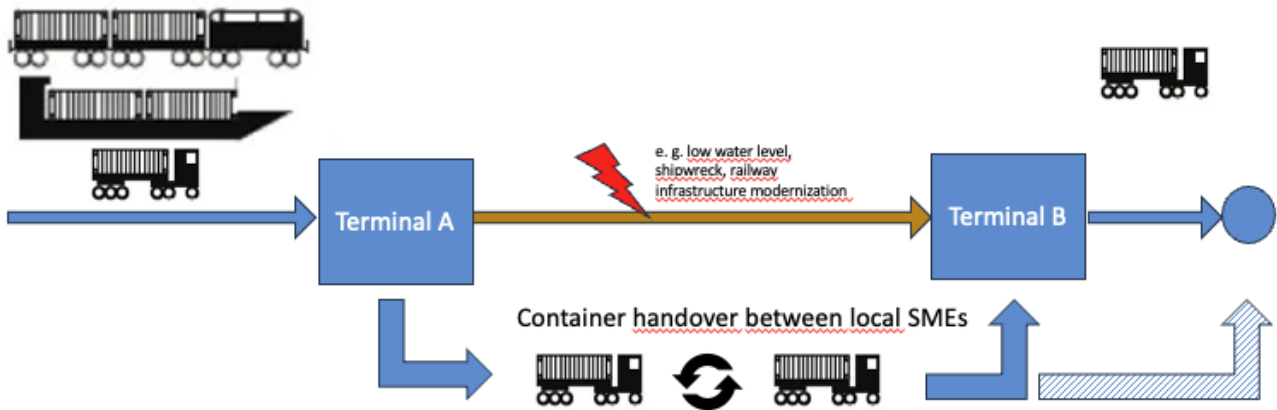 e. g. low water level,
shipwreck, railway
infrastructure modernization
Terminal A
Terminal B
Container handover between local SMEs